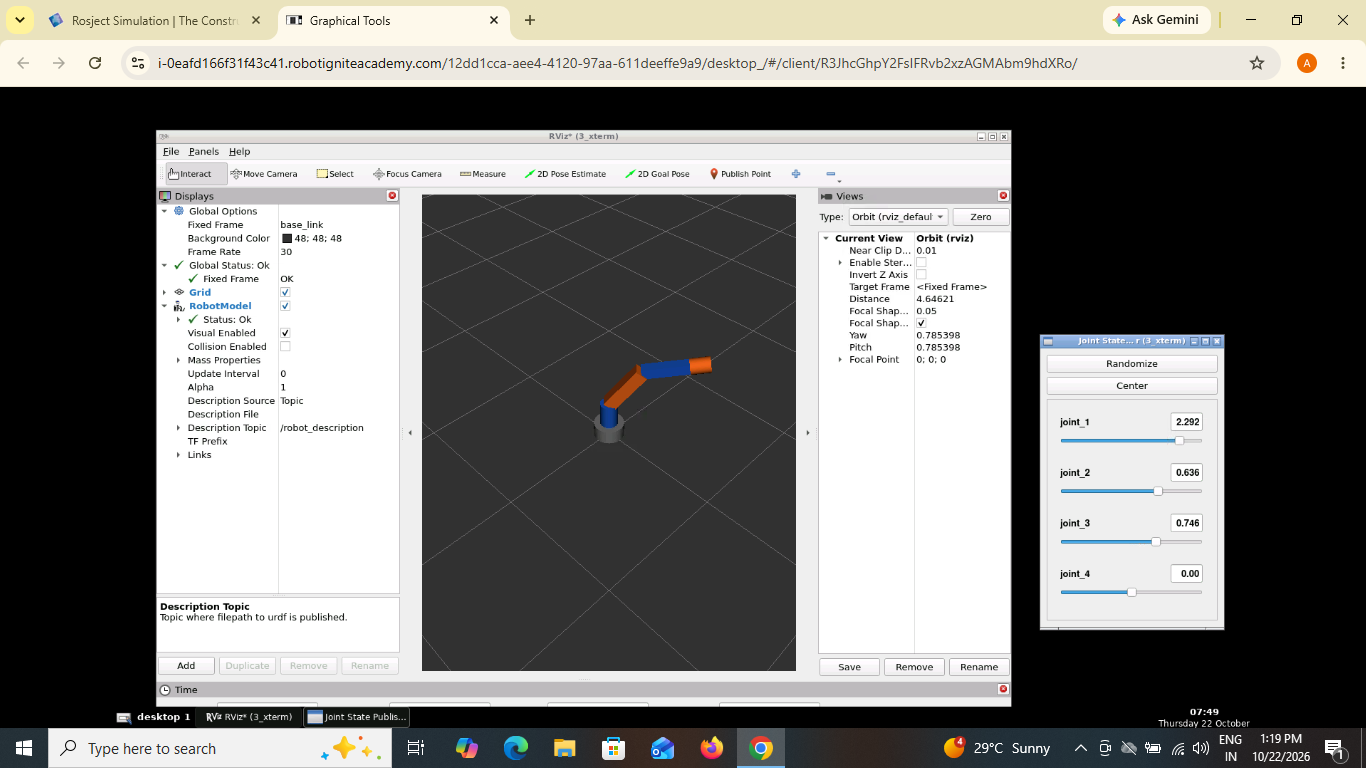 Rosject Simulation | The Constru
Graphical Tools
Ask Gemini
i-0eafd166f31f43c41.robotigniteacademy.com/12dd1cca-aee4-4120-97aa-611deeffe9a9/desktop_/#/client/R3JhcGhpY2FsIFRvb2xzAGMAbm9hdXRo/
A
RViz* (3_xterm)
File Panels Help
Interact Move Camera Select Focus Camera Measure 2D Pose Estimate 2D Goal Pose Publish Point
Displays
Global Options
Fixed Frame base_link
Background Color 48; 48; 48
Frame Rate 30
Global Status: Ok
Fixed Frame OK
Grid
RobotModel
Status: Ok
Visual Enabled
Collision Enabled
Mass Properties
Update Interval 0
Alpha 1
Description Source Topic
Description File
Description Topic /robot_description
TF Prefix
Links
Description Topic
Topic where filepath to urdf is published.
Add Duplicate Remove Rename
Time
Views
Type: Orbit (rviz_defaul Zero
Current View Orbit (rviz)
Near Clip D... 0.01
Enable Ster...
Invert Z Axis
Target Frame <Fixed Frame>
Distance 4.64621
Focal Shap... 0.05
Focal Shap...
Yaw 0.785398
Pitch 0.785398
Focal Point 0; 0; 0
Save Remove Rename
Joint State... r (3_xterm)
Randomize
Center
joint_1 2.292
joint_2 0.636
joint_3 0.746
joint_4 0.00
desktop 1 RViz* (3_xterm) Joint State Publis...
07:49
Thursday 22 October
Type here to search
29°C Sunny
ENG
IN
1:19 PM
10/22/2026
1